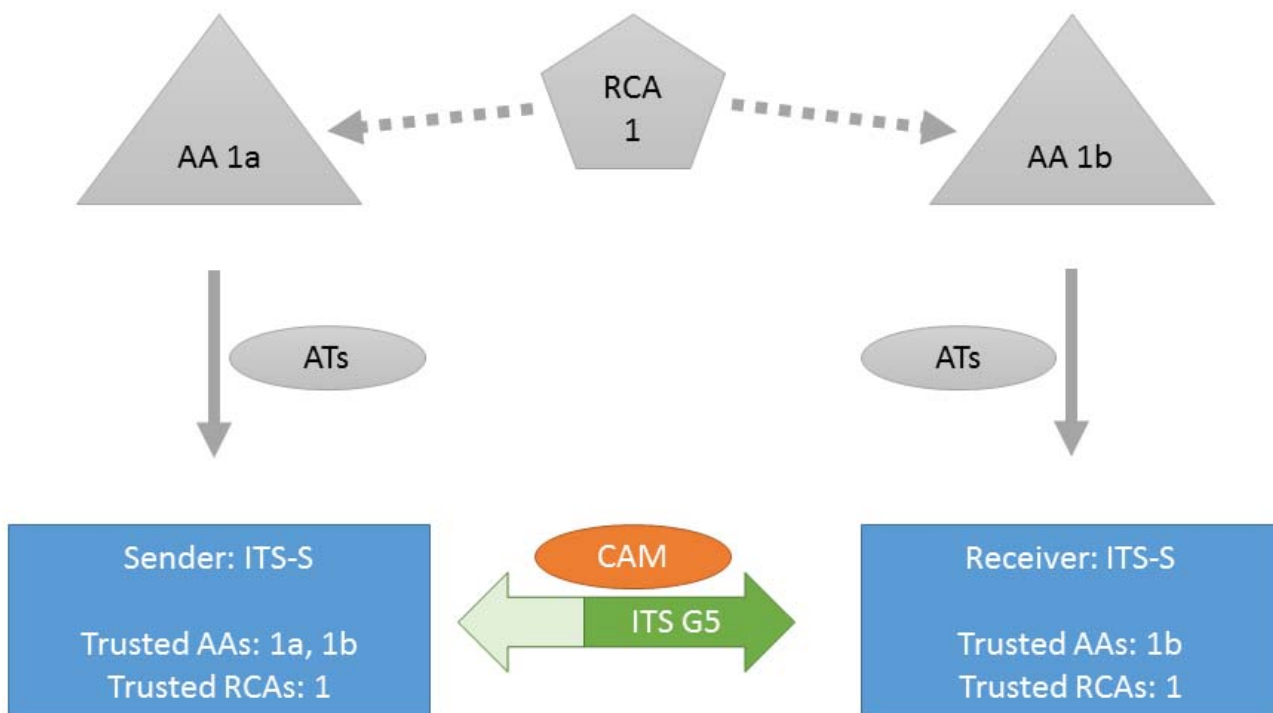 RCA
1
AA 1a
AA 1b
ATs
ATs
Sender: ITS-S
Trusted AAs: 1a, 1b
Trusted RCAs: 1
CAM
ITS G5
Receiver: ITS-S
Trusted AAs: 1b
Trusted RCAs: 1